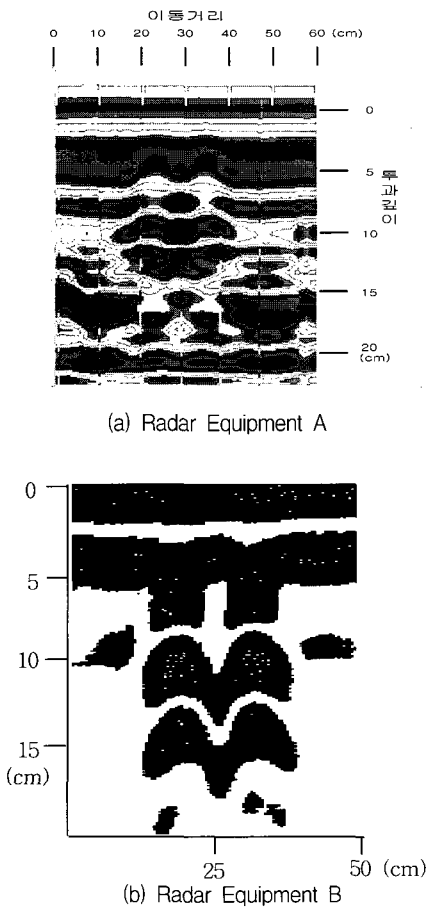 이동거리
0 10 20 30 40 50 60 (cm)
0
5
투과깊이
10
15
20
(cm)
(a) Radar Equipment A
0
5
10
15
(cm)
25 50 (cm)
(b) Radar Equipment B